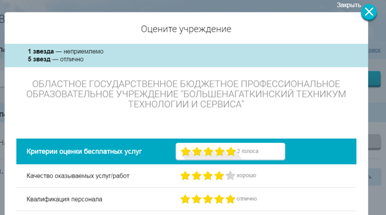 Закрыть
Оцените учреждение
1 звезда — неприемлемо
5 звезд — отлично
ОБЛАСТНОЕ ГОСУДАРСТВЕННОЕ БЮДЖЕТНОЕ ПРОФЕССИОНАЛЬНОЕ
ОБРАЗОВАТЕЛЬНОЕ УЧРЕЖДЕНИЕ "БОЛЬШЕНАГАТКИНСКИЙ ТЕХНИКУМ
ТЕХНОЛОГИИ И СЕРВИСА"
Критерии оценки бесплатных услуг
2 голоса
Качество оказываемых услуг/работ
хорошо
Квалификация персонала
отлично